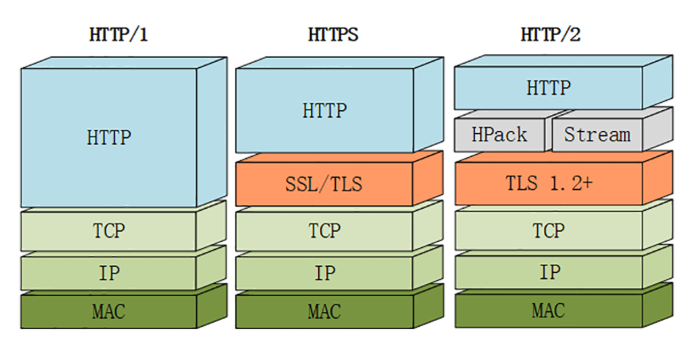 HTTP/1 HTTPS HTTP/2
HTTP HTTP HTTP
HPack Stream
SSL/TLS TLS 1.2+
TCP TCP TCP
IP IP IP
MAC MAC MAC